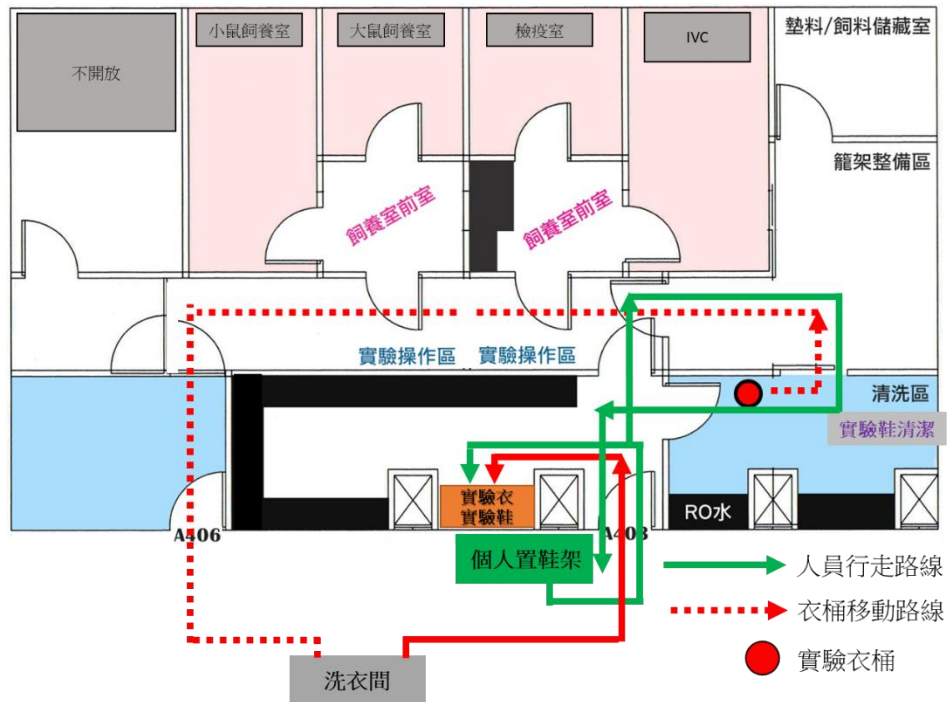 小鼠飼養室
大鼠飼養室
檢疫室
IVC
墊料/飼料儲藏室
不開放
籠架整備區
飼養室前室
飼養室前室
實驗操作區
實驗操作區
清洗區
實驗鞋清潔
實驗衣
實驗鞋
RO水
A406
A403
個人置鞋架
人員行走路線
衣桶移動路線
實驗衣桶
洗衣間